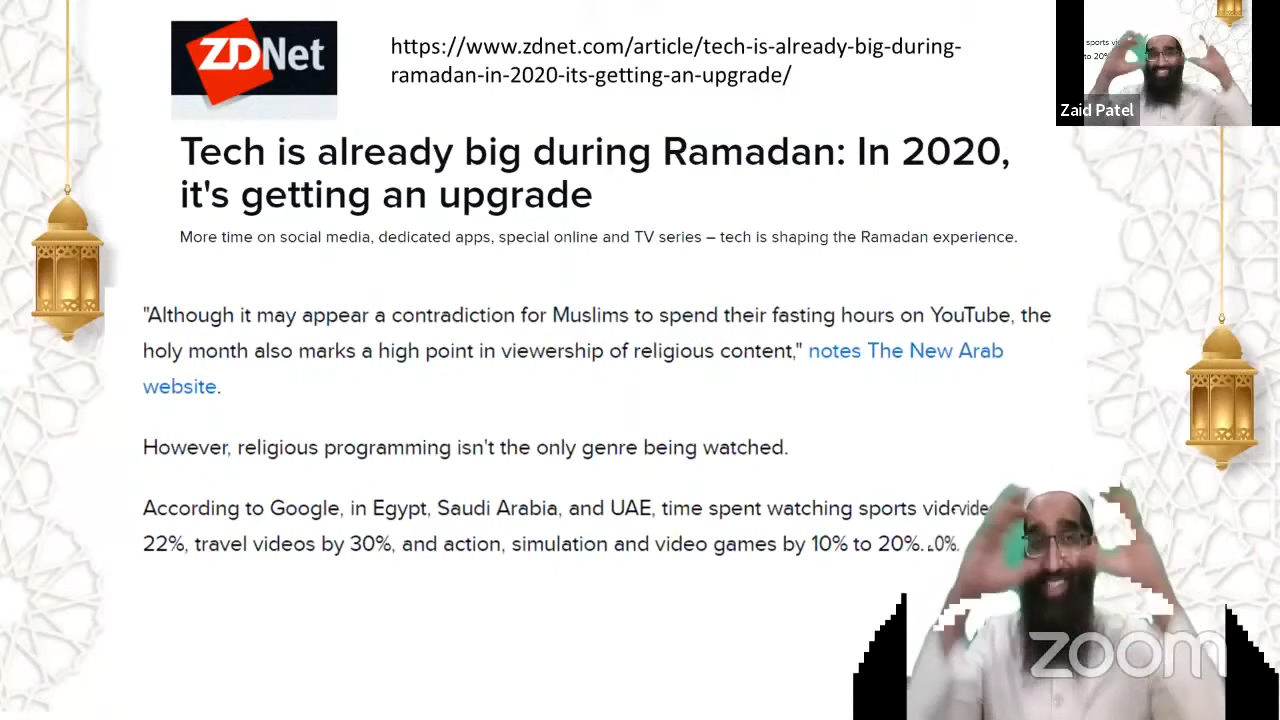 ZDNet
https://www.zdnet.com/article/tech-is-already-big-during-
ramadan-in-2020-its-getting-an-upgrade/
sports vi
to 20%
Zaid Patel
Tech is already big during Ramadan: In 2020,
it's getting an upgrade
More time on social media, dedicated apps, special online and TV series – tech is shaping the Ramadan experience.
"Although it may appear a contradiction for Muslims to spend their fasting hours on YouTube, the
holy month also marks a high point in viewership of religious content," notes The New Arab
website.
However, religious programming isn't the only genre being watched.
According to Google, in Egypt, Saudi Arabia, and UAE, time spent watching sports vid
22%, travel videos by 30%, and action, simulation and video games by 10% to 20%.
zoom